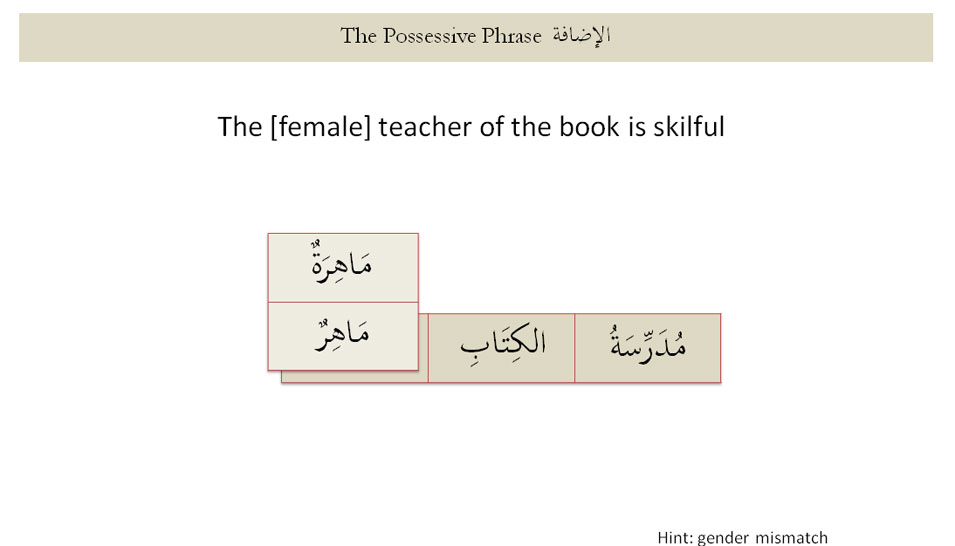 The Possessive Phrase الإضافة
The [female] teacher of the book is skilful
مَاهِرَةٌ
مَاهِرٌ
مُدَرِّسَةُ الكِتَابِ
Hint: gender mismatch